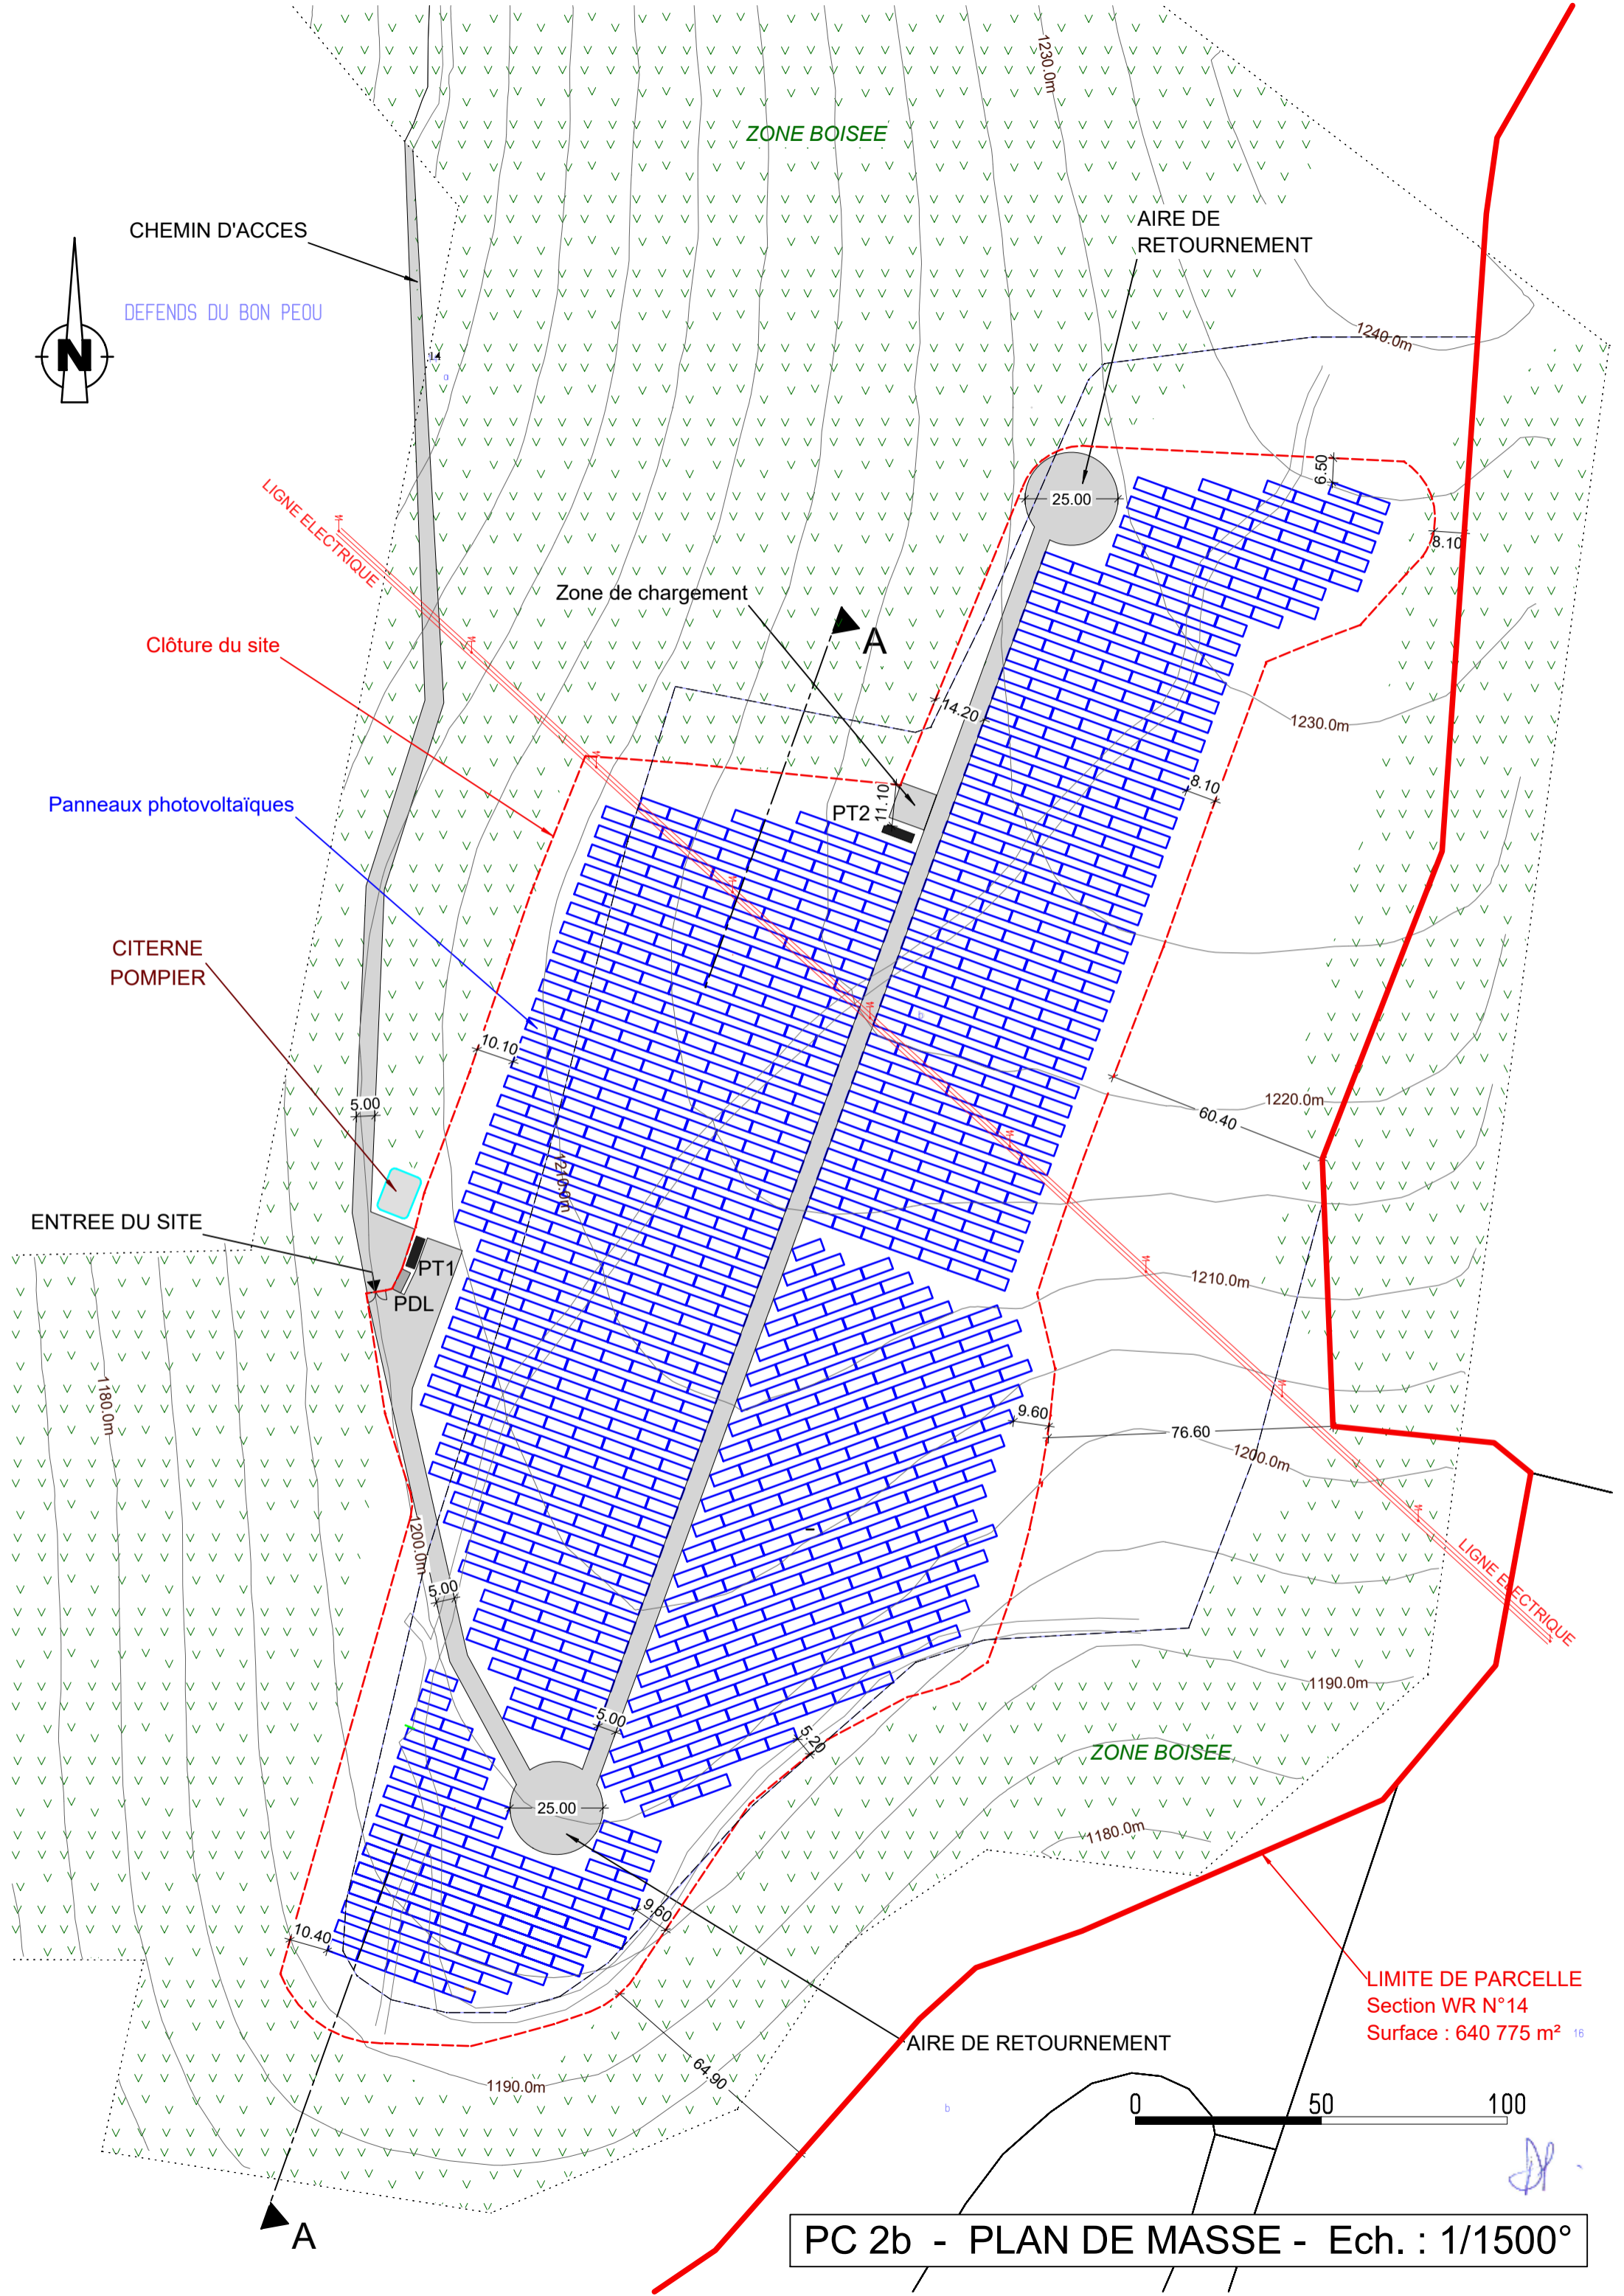 1230.0m
ZONE BOISEE
CHEMIN D'ACCES
AIRE DE
RETOURNEMENT
DEFENDS DU BON PEOU
N
14
1240.0m
LIGNE ELECTRIQUE
6.50
25.00
8.10
Zone de chargement
A
Clôture du site
14.20
1230.0m
8.10
Panneaux photovoltaïques
11.10
PT2
CITERNE
POMPIER
b
10.10
5.00
1220.0m
60.40
1210.0m
ENTREE DU SITE
PT1
PDL
1210.0m
1180.0m
9.60
76.60
1200.0m
1200.0m
LIGNE ELECTRIQUE
5.00
1190.0m
5.00
5.20
ZONE BOISEE
25.00
1180.0m
9.60
10.40
LIMITE DE PARCELLE
Section WR N°14
Surface : 640 775 m²
16
AIRE DE RETOURNEMENT
64.90
1190.0m
b
0 50 100
A
PC 2b - PLAN DE MASSE - Ech. : 1/1500°